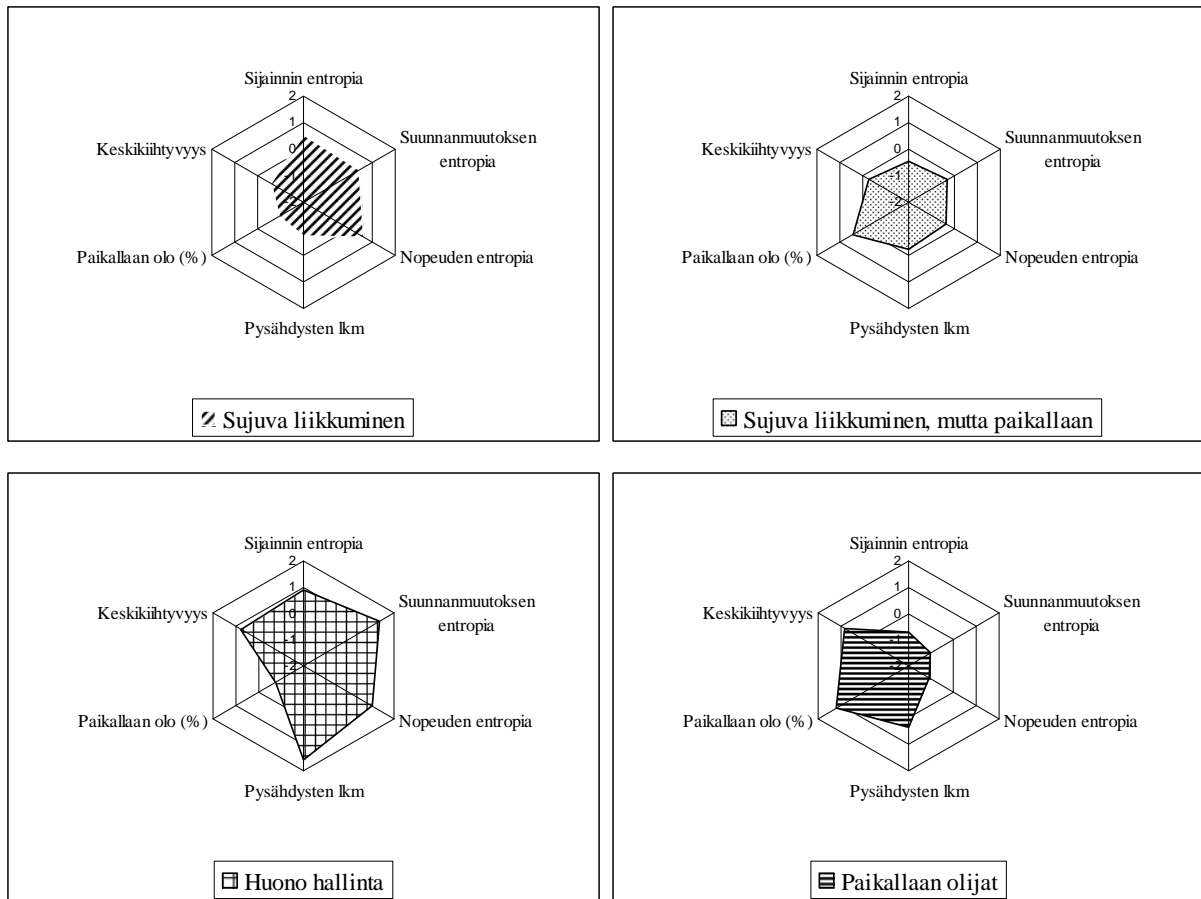 Sijainnin entropia
2
1
0
-1
-2
Suunnanmuutoksen
entropia
Nopeuden entropia
Pysähdysten lkm
Paikallaan olo (%)
Keskikiihtyvyys
Sujuva liikkuminen
Sijainnin entropia
2
1
0
-1
-2
Suunnanmuutoksen
entropia
Nopeuden entropia
Pysähdysten lkm
Paikallaan olo (%)
Keskikiihtyvyys
Sujuva liikkuminen, mutta paikallaan
Sijainnin entropia
2
1
0
-1
-2
Suunnanmuutoksen
entropia
Nopeuden entropia
Pysähdysten lkm
Paikallaan olo (%)
Keskikiihtyvyys
Huono hallinta
Sijainnin entropia
2
1
0
-1
-2
Suunnanmuutoksen
entropia
Nopeuden entropia
Pysähdysten lkm
Paikallaan olo (%)
Keskikiihtyvyys
Paikallaan olijat